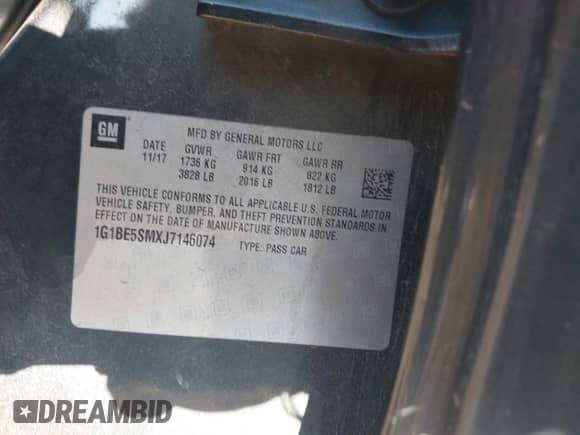 GM
MFD BY GENERAL MOTORS LLC
DATE GVWR GAWR FRT GAWR RR
11/17 1736 KG 914 KG 822 KG
3828 LB 2016 LB 1812 LB
THIS VEHICLE CONFORMS TO ALL APPLICABLE U.S. FEDERAL MOTOR
VEHICLE SAFETY, BUMPER, AND THEFT PREVENTION STANDARDS IN
EFFECT ON THE DATE OF MANUFACTURE SHOWN ABOVE.
1G1BE5SMXJ7146074 TYPE: PASS CAR
DREAMBID